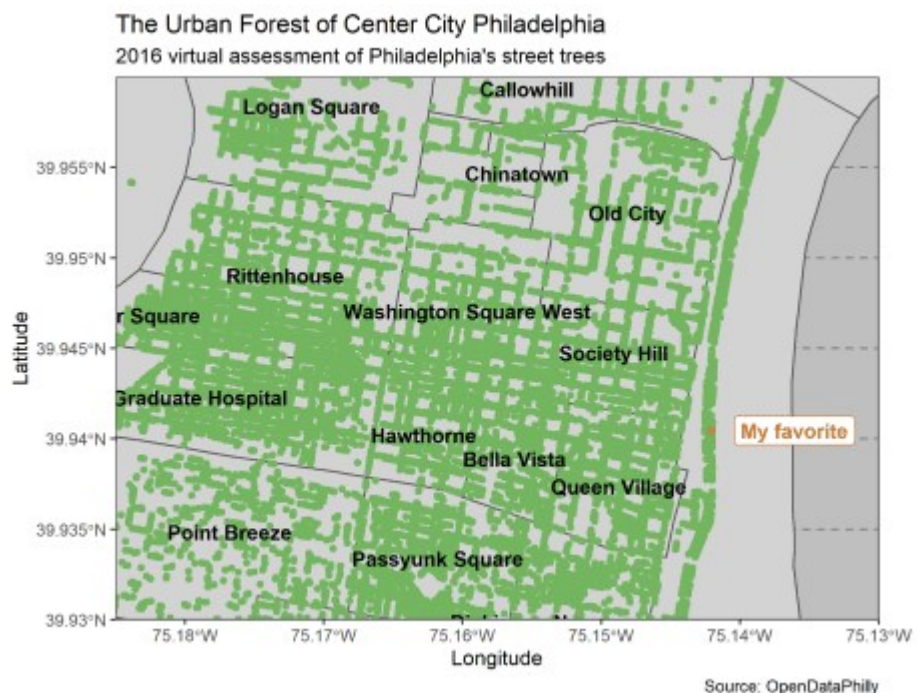 The Urban Forest of Center City Philadelphia
2016 virtual assessment of Philadelphia's street trees
Callowhill
Logan Square
39.955°N
Chinatown
Old City
39.95°N
Rittenhouse
Washington Square West
r Square
39.945°N
Society Hill
Graduate Hospital
39.94°N
Hawthorne
My favorite
Bella Vista
Queen Village
39.935°N
Point Breeze
Passyunk Square
39.93°N
75.18°W 75.17°W 75.16°W 75.15°W 75.14°W 75.13°W
Latitude
Longitude
Source: OpenDataPhilly